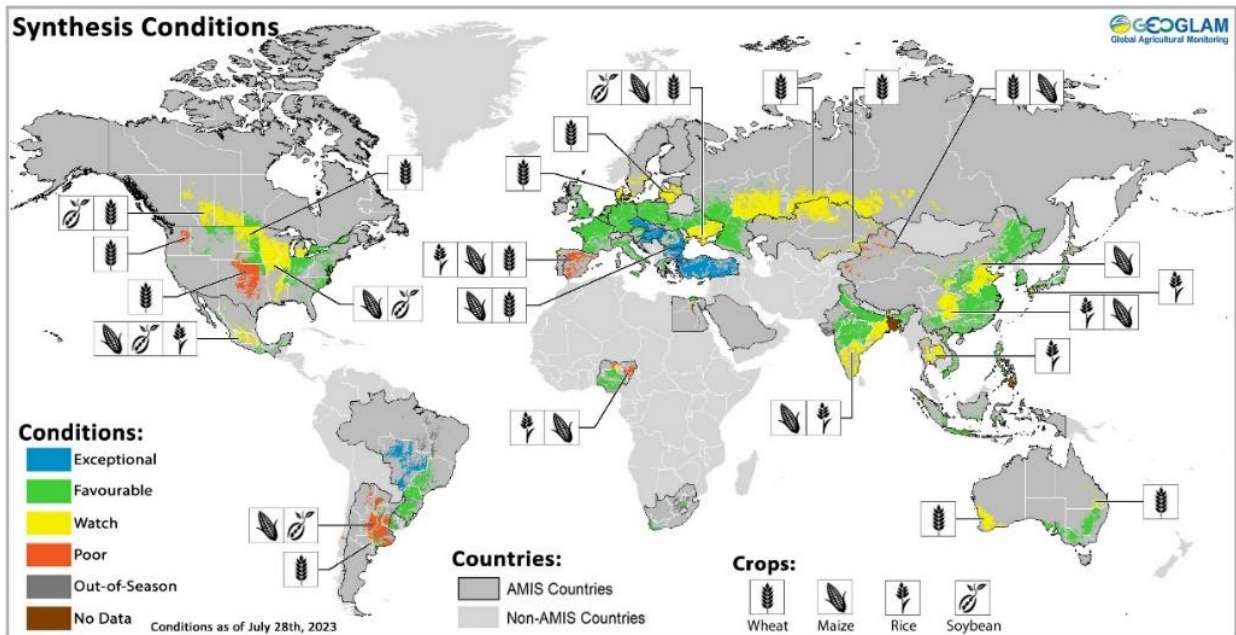 Synthesis Conditions
GEOGLAM
Global Agricultural Monitoring
Conditions:
Exceptional
Favourable
Watch
Poor
Out-of-Season
No Data
Conditions as of July 28th, 2023
Countries:
AMIS Countries
Non-AMIS Countries
Crops:
Wheat
Maize
Rice
Soybean